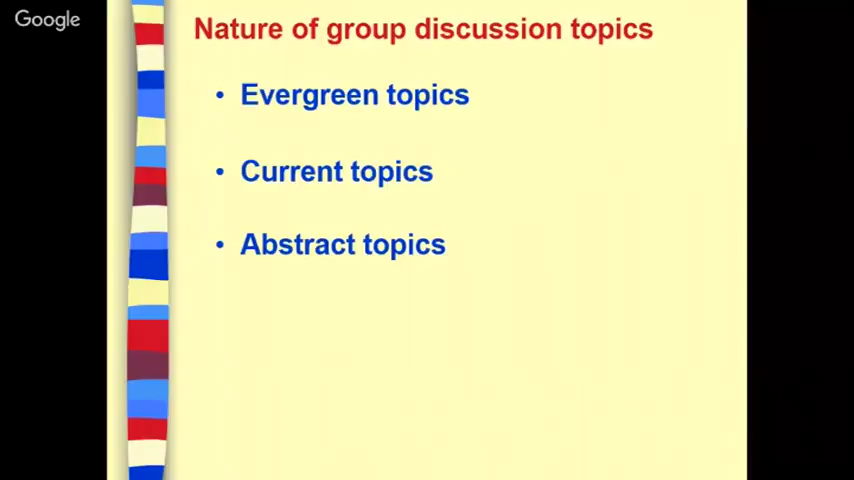 Google
Nature of group discussion topics
• Evergreen topics
• Current topics
• Abstract topics